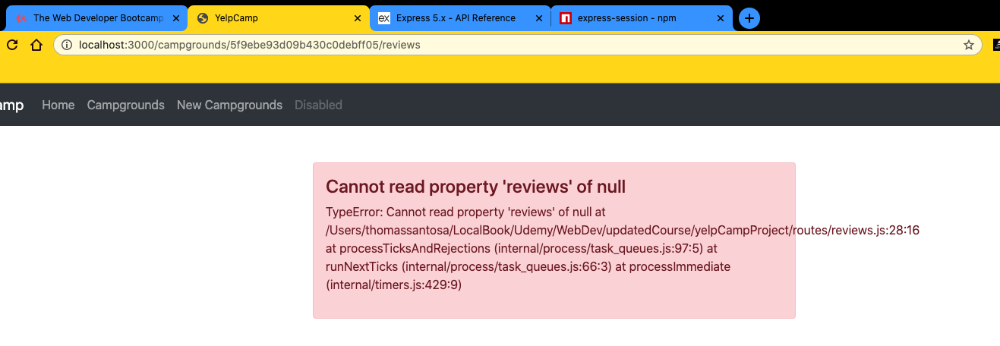 The Web Developer Bootcamp
YelpCamp
EX Express 5.x - API Reference
express-session - npm
localhost:3000/campgrounds/5f9ebe93d09b430c0debff05/reviews
amp Home Campgrounds New Campgrounds Disabled
Cannot read property 'reviews' of null
TypeError: Cannot read property 'reviews' of null at
/Users/thomassantosa/LocalBook/Udemy/WebDev/updatedCourse/yelpCampProject/routes/reviews.js:28:16
at processTicksAndRejections (internal/process/task_queues.js:97:5) at
runNextTicks (internal/process/task_queues.js:66:3) at processImmediate
(internal/timers.js:429:9)